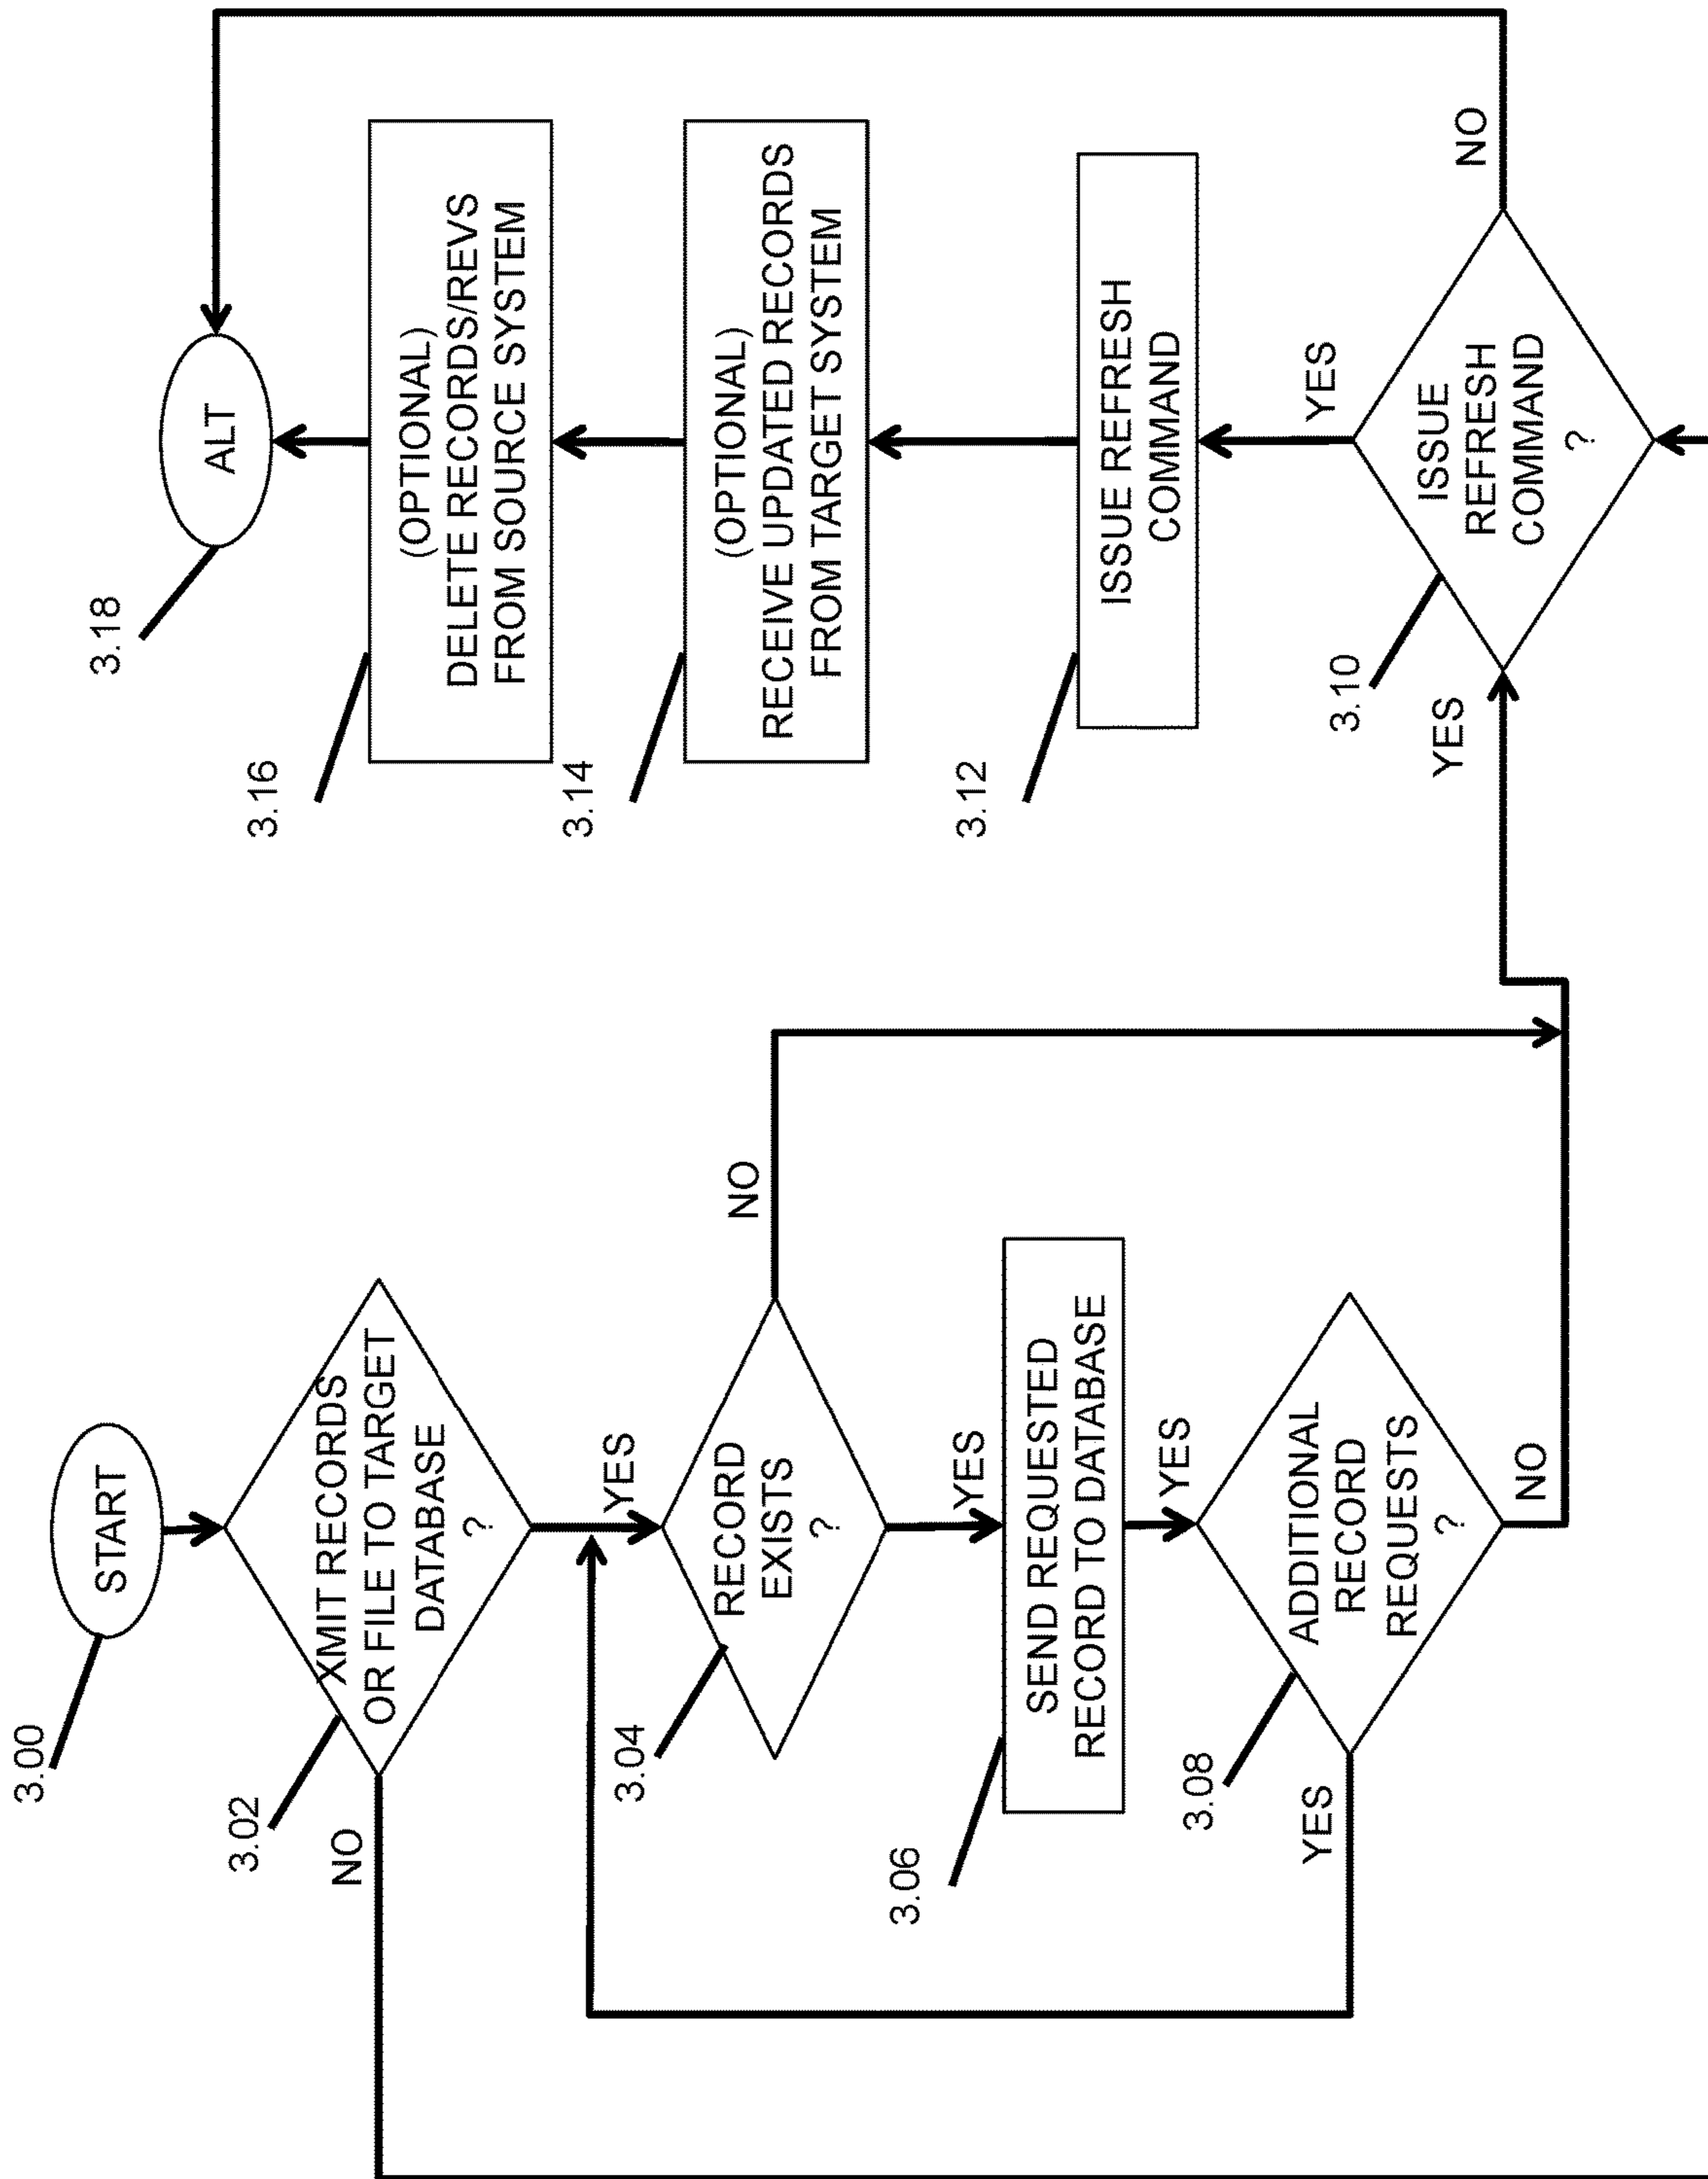 3.00
START
3.02
XMIT RECORDS
OR FILE TO TARGET
DATABASE
?
NO
YES
3.04
RECORD
EXISTS
?
NO
YES
3.06
SEND REQUESTED
RECORD TO DATABASE
YES
3.08
ADDITIONAL
RECORD
REQUESTS
?
YES
NO
3.18
ALT
3.16
(OPTIONAL)
DELETE RECORDS/REVS
FROM SOURCE SYSTEM
3.14
(OPTIONAL)
RECEIVE UPDATED RECORDS
FROM TARGET SYSTEM
3.12
ISSUE REFRESH
COMMAND
YES
3.10
YES
ISSUE
REFRESH
COMMAND
?
NO